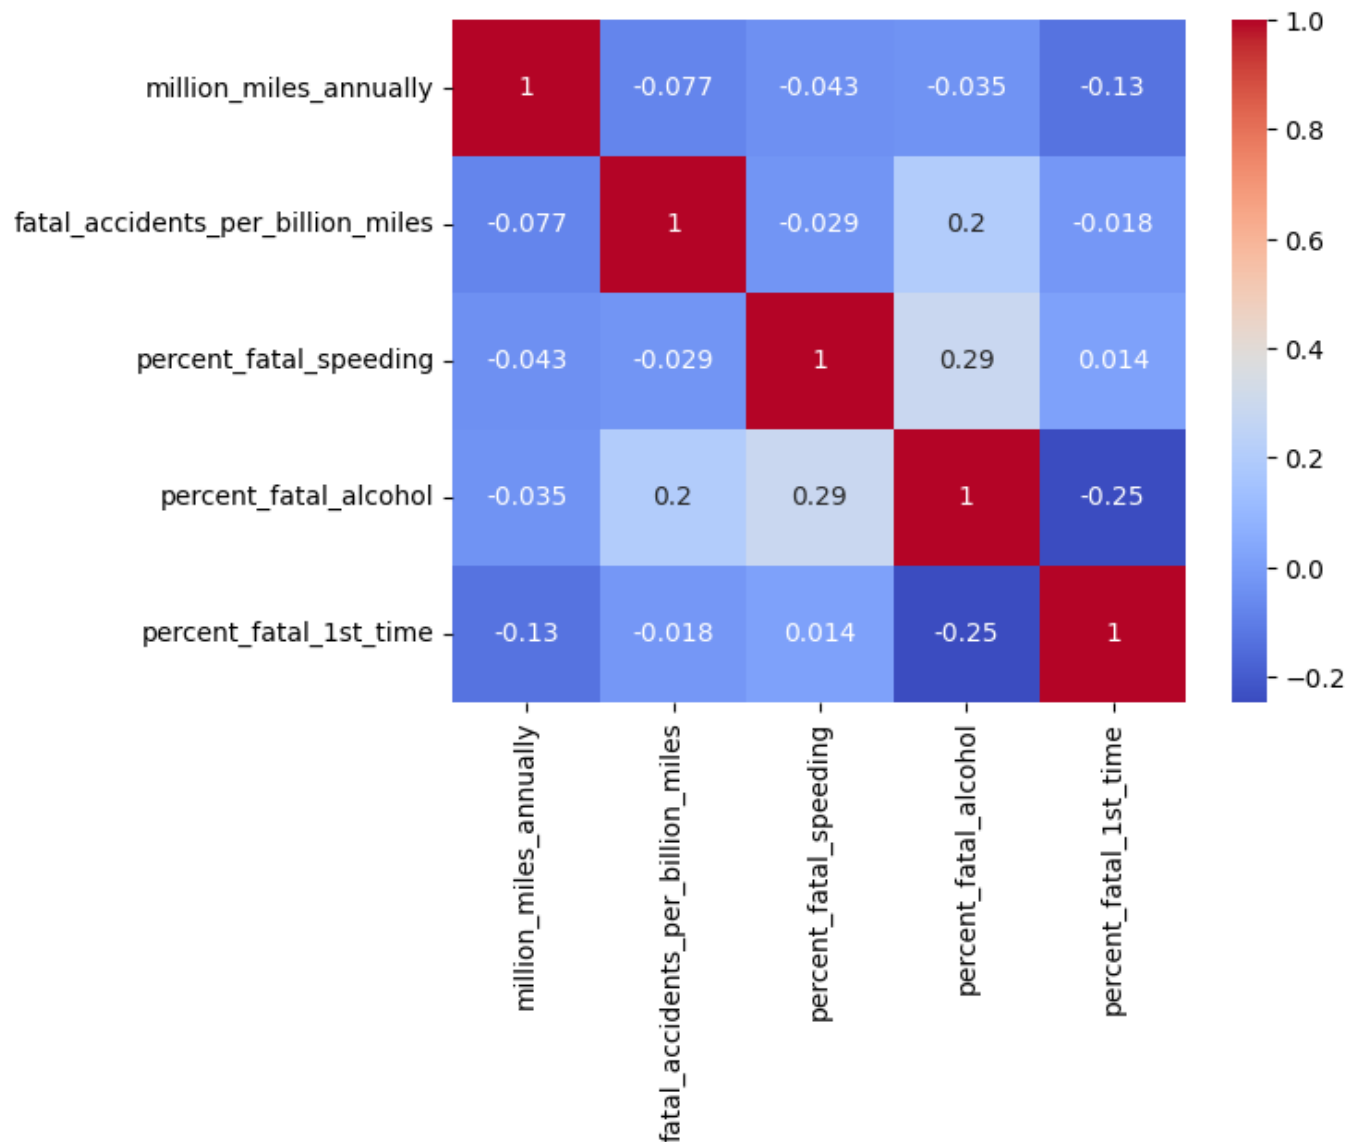 million_miles_annually 1 -0.077 -0.043 -0.035 -0.13
fatal_accidents_per_billion_miles -0.077 1 -0.029 0.2 -0.018
percent_fatal_speeding -0.043 -0.029 1 0.29 0.014
percent_fatal_alcohol -0.035 0.2 0.29 1 -0.25
percent_fatal_1st_time -0.13 -0.018 0.014 -0.25 1
million_miles_annually
fatal_accidents_per_billion_miles
percent_fatal_speeding
percent_fatal_alcohol
percent_fatal_1st_time
1.0
0.8
0.6
0.4
0.2
0.0
−0.2